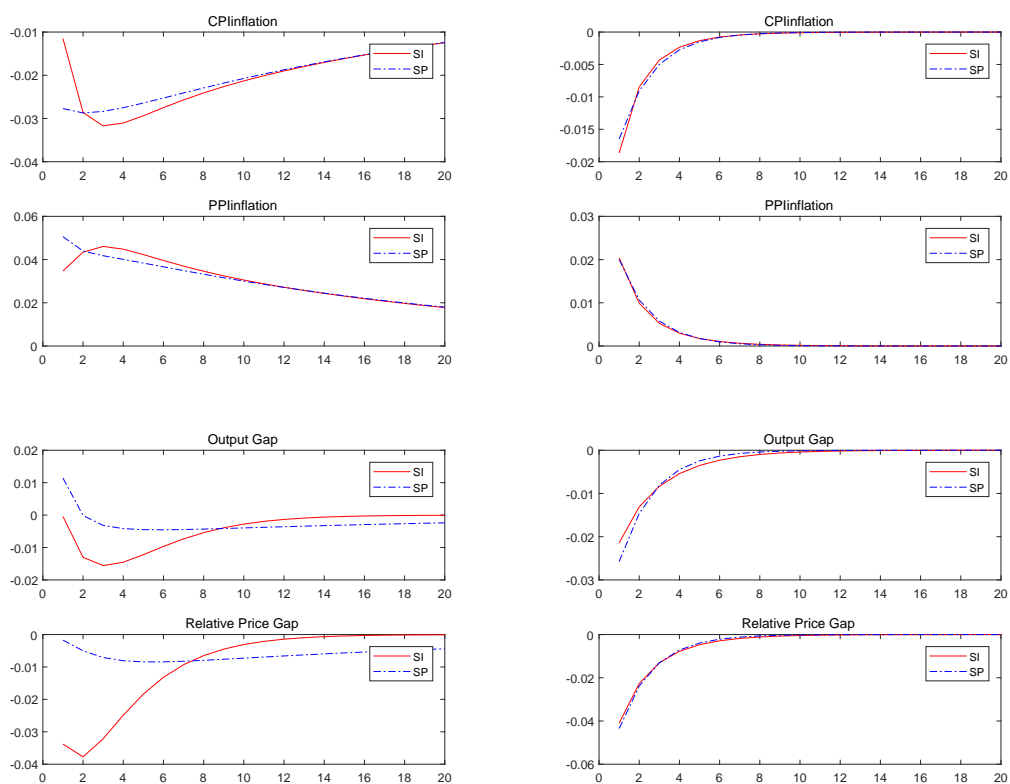 CPIinflation
-0.01
-0.02
-0.03
-0.04
SI
SP
0 2 4 6 8 10 12 14 16 18 20
CPIinflation
0
-0.005
-0.01
-0.015
-0.02
SI
SP
0 2 4 6 8 10 12 14 16 18 20
PPIinflation
0.06
0.04
0.02
0
SI
SP
0 2 4 6 8 10 12 14 16 18 20
PPIinflation
0.03
0.02
0.01
0
SI
SP
0 2 4 6 8 10 12 14 16 18 20
Output Gap
0.02
0.01
0
-0.01
-0.02
SI
SP
0 2 4 6 8 10 12 14 16 18 20
Output Gap
0
-0.01
-0.02
-0.03
SI
SP
0 2 4 6 8 10 12 14 16 18 20
Relative Price Gap
0
-0.01
-0.02
-0.03
-0.04
SI
SP
0 2 4 6 8 10 12 14 16 18 20
Relative Price Gap
0
-0.02
-0.04
-0.06
SI
SP
0 2 4 6 8 10 12 14 16 18 20